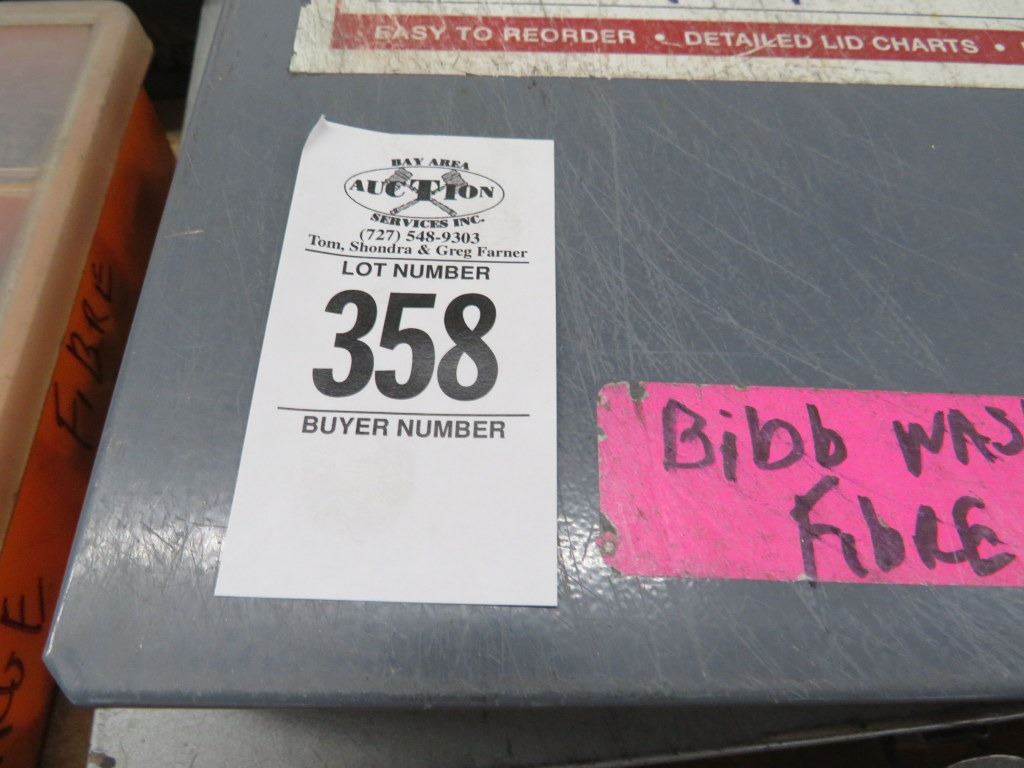 EASY TO REORDER • DETAILED LID CHARTS •
BAY AREA
AUCTION
SERVICES INC.
(727) 548-9303
Tom, Shondra & Greg Farner
LOT NUMBER
358
BUYER NUMBER
Bibb WAS
FibRE
FiBRE